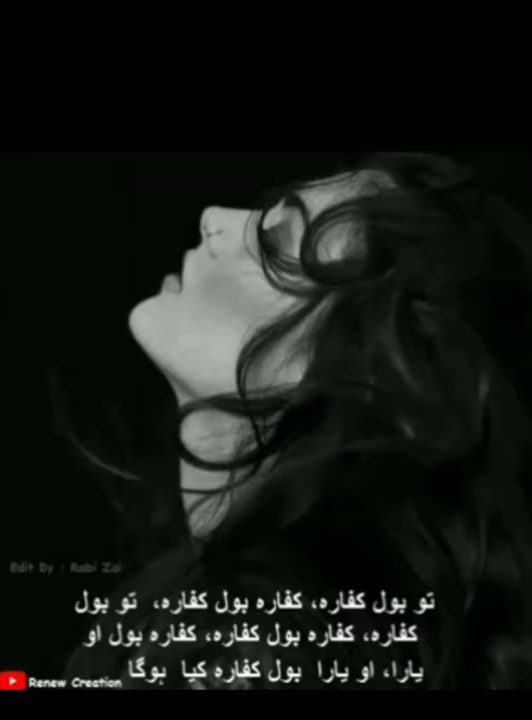 Edit By : Rabi Zai
تو بول کفارہ، کفارہ بول کفارہ، تو بول
کفارہ، کفارہ بول کفارہ، کفارہ بول او
یارا، او یارا بول کفارہ کیا ہوگا
Renew Creation